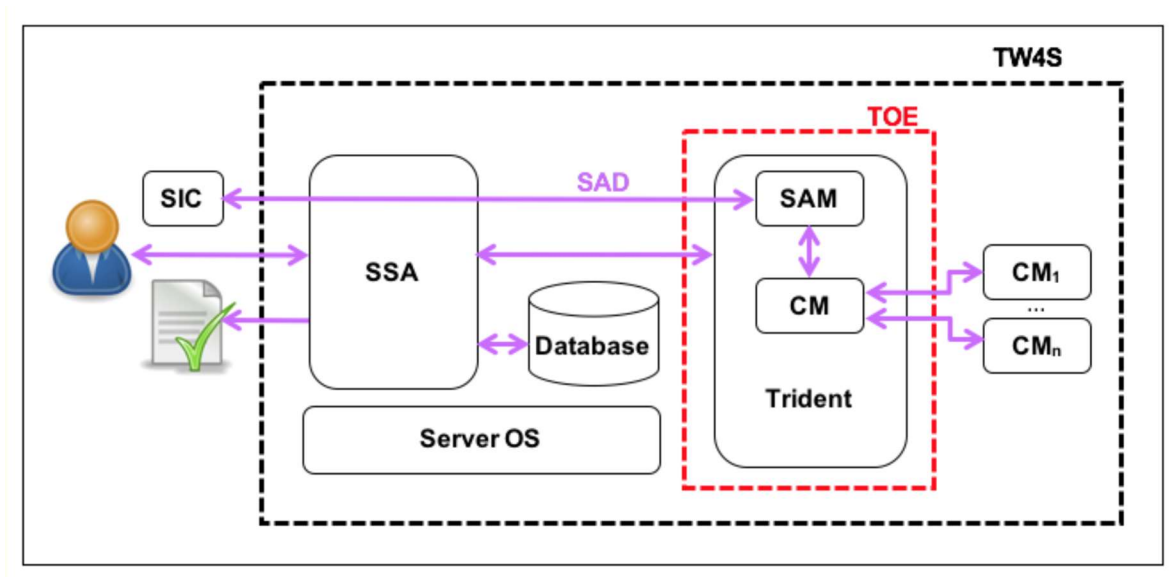 TW4S
TOE
SIC
SAD
SAM
SSA
CM
CM₁
...
CMₙ
Database
Trident
Server OS